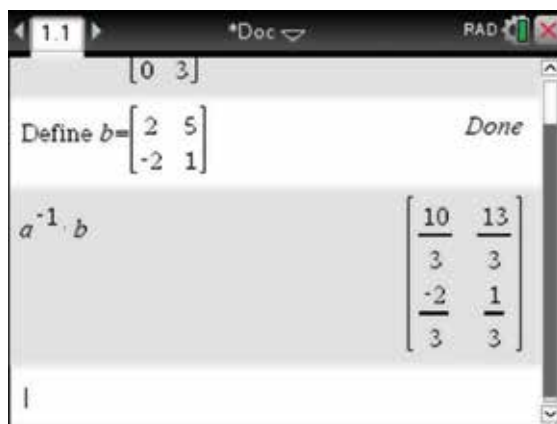 1.1 *Doc RAD
[0 3]
Define b=[2 5
-2 1] Done
a^-1 · b [10/3 13/3
-2/3 1/3]